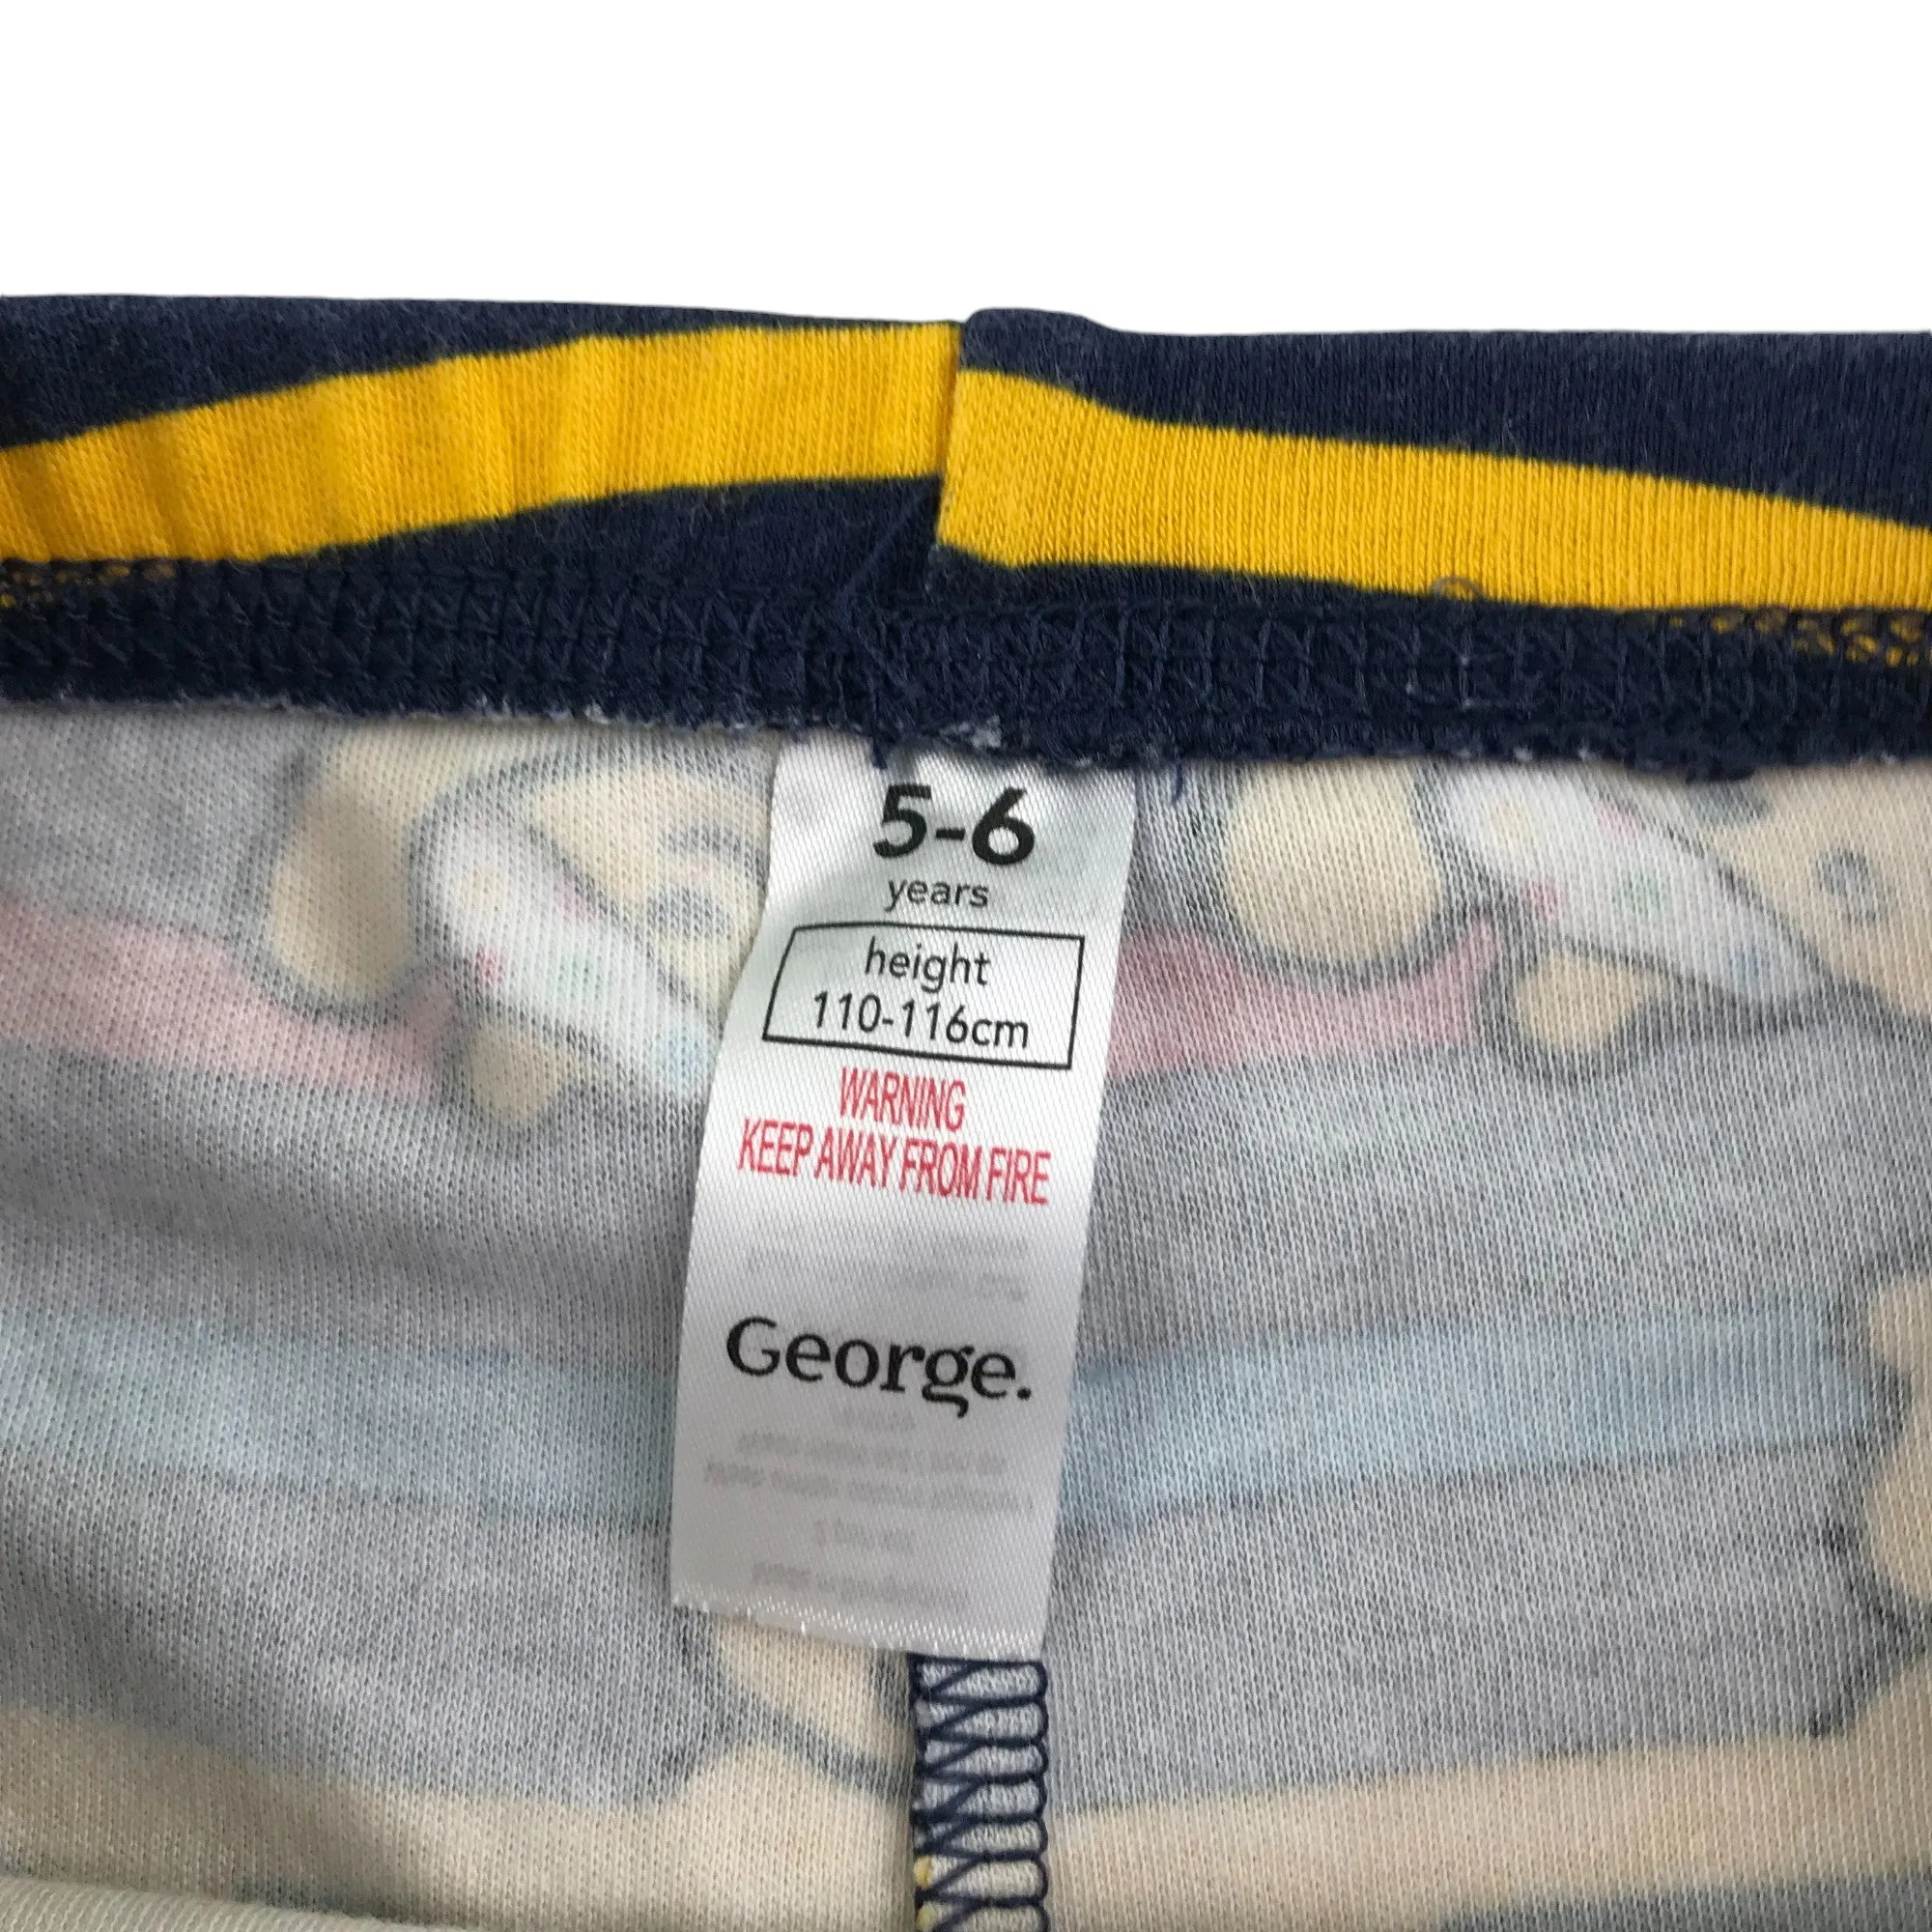 5-6
years
height
110-116cm
WARNING
KEEP AWAY FROM FIRE
George.